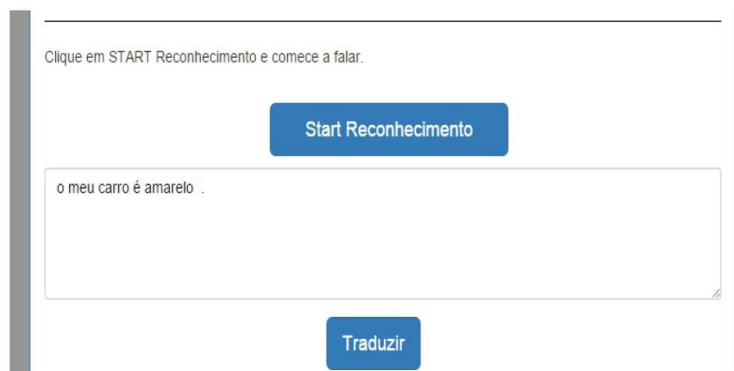 Clique em START Reconhecimento e comece a falar.
Start Reconhecimento
o meu carro é amarelo .
Traduzir